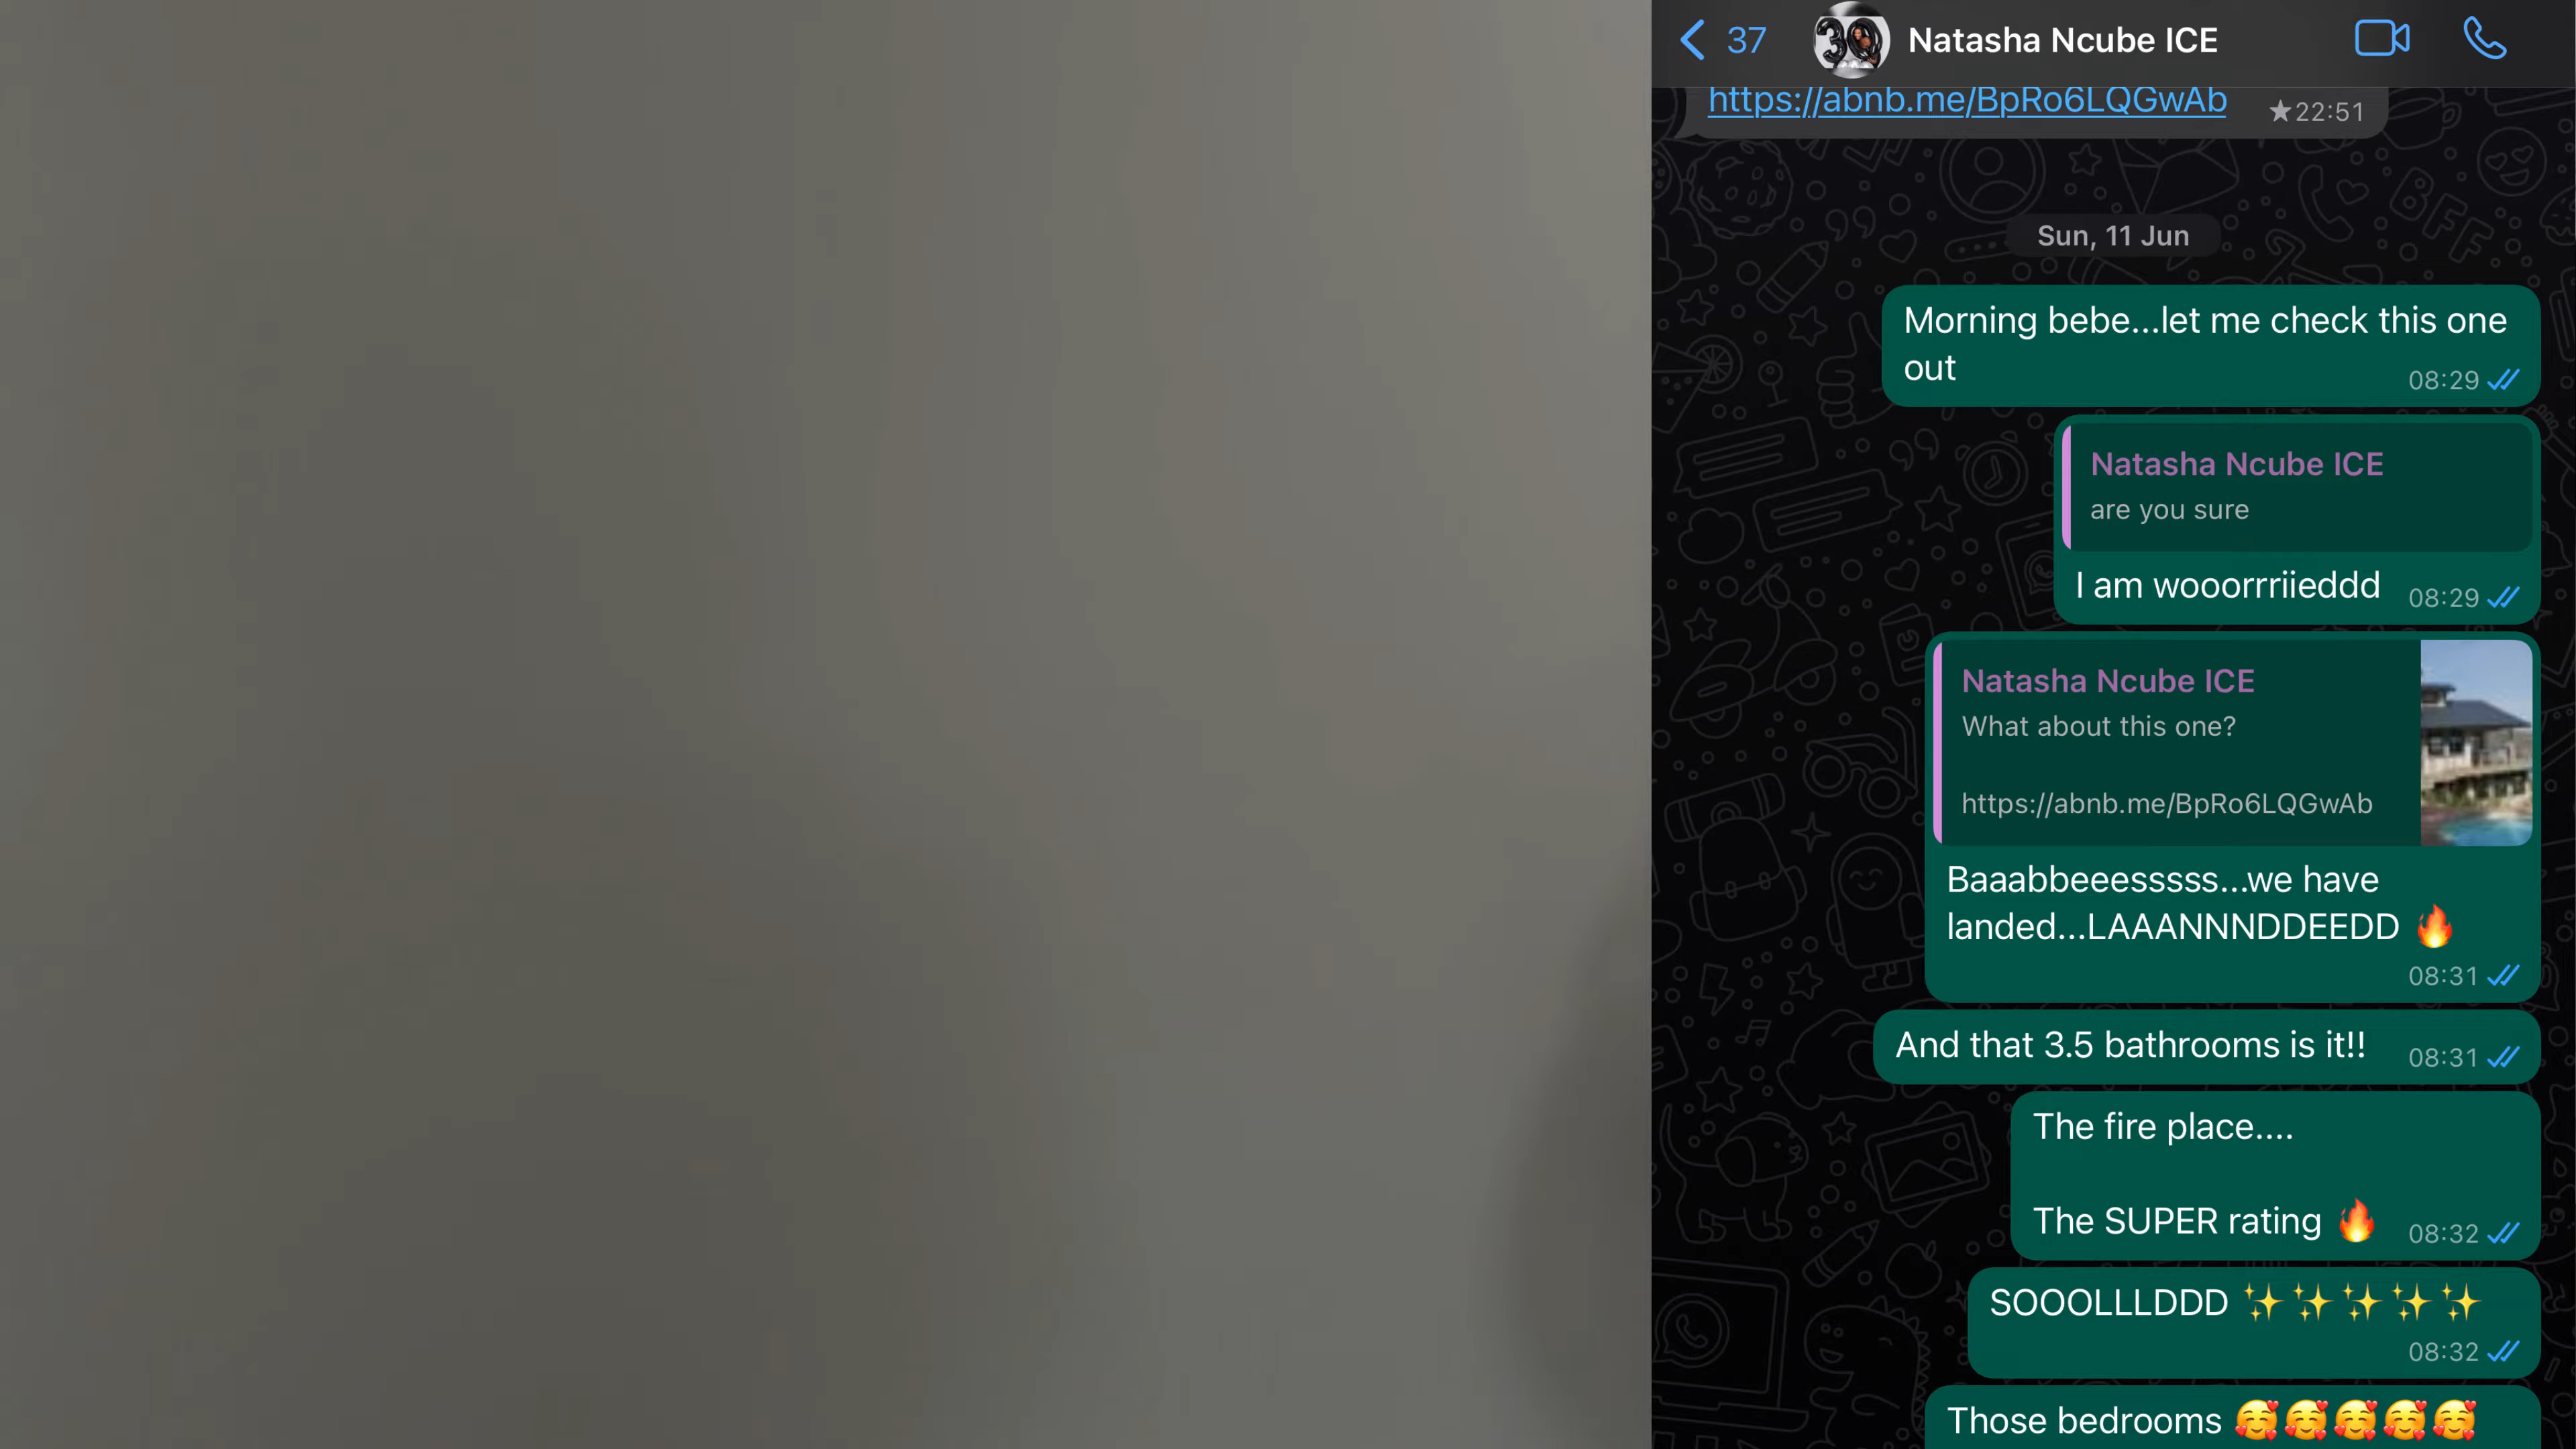 37
Natasha Ncube ICE
https://abnb.me/BpRo6LQGwAb
★22:51
Sun, 11 Jun
Morning bebe...let me check this one
out
08:29
Natasha Ncube ICE
are you sure
I am wooorrriieddd
08:29
Natasha Ncube ICE
What about this one?
https://abnb.me/BpRo6LQGwAb
Baaabbeeesssss...we have
landed...LAAANNNDDEEDD 🔥
08:31
And that 3.5 bathrooms is it!!
08:31
The fire place....
The SUPER rating 🔥
08:32
SOOOLLLDDD ✨✨✨✨✨
08:32
Those bedrooms 🥰🥰🥰🥰🥰